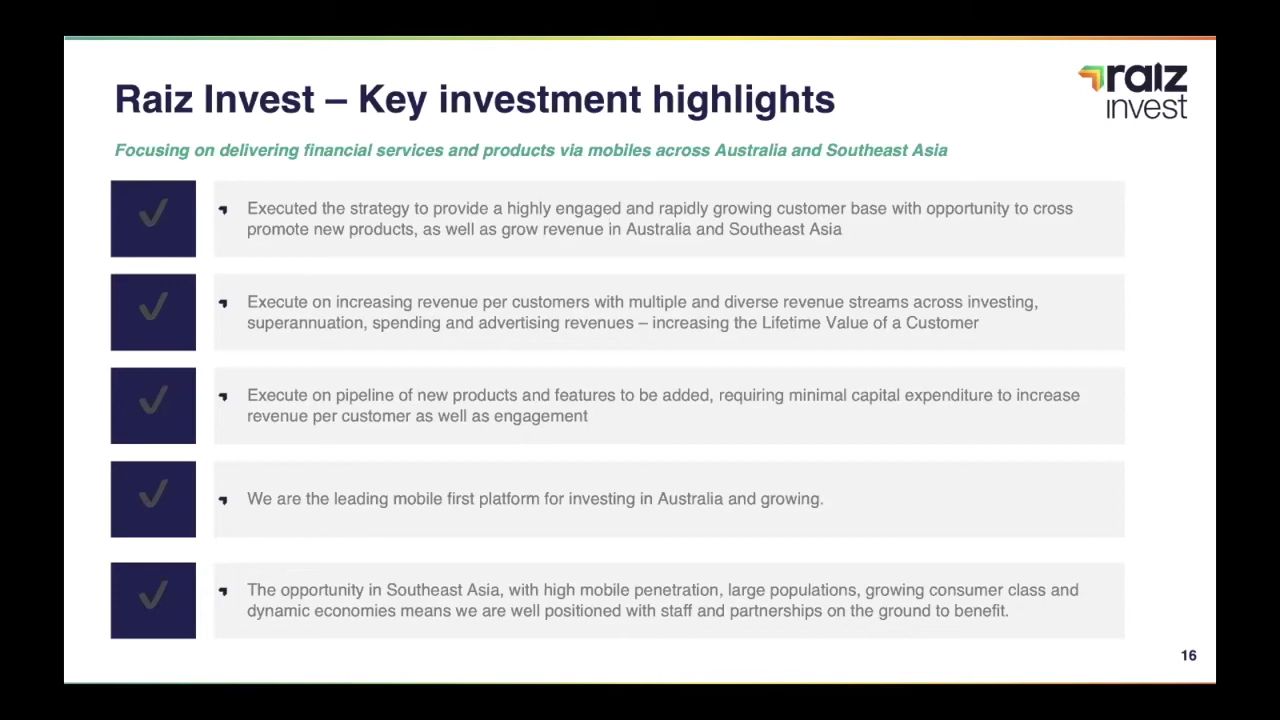 Raiz Invest – Key investment highlights
raiz
invest
Focusing on delivering financial services and products via mobiles across Australia and Southeast Asia
Executed the strategy to provide a highly engaged and rapidly growing customer base with opportunity to cross
promote new products, as well as grow revenue in Australia and Southeast Asia
Execute on increasing revenue per customers with multiple and diverse revenue streams across investing,
superannuation, spending and advertising revenues – increasing the Lifetime Value of a Customer
Execute on pipeline of new products and features to be added, requiring minimal capital expenditure to increase
revenue per customer as well as engagement
We are the leading mobile first platform for investing in Australia and growing.
The opportunity in Southeast Asia, with high mobile penetration, large populations, growing consumer class and
dynamic economies means we are well positioned with staff and partnerships on the ground to benefit.
16